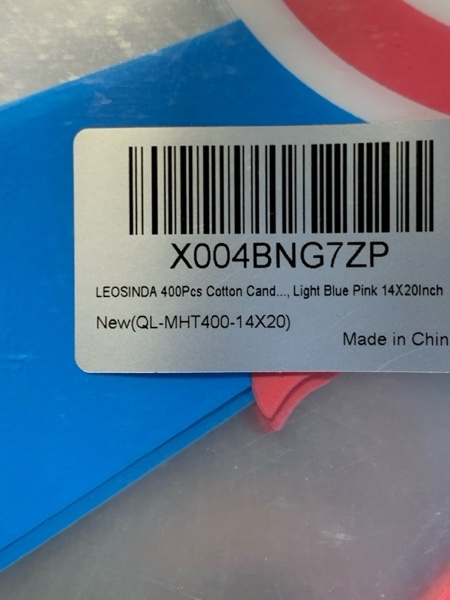 X004BNG7ZP
LEOSINDA 400Pcs Cotton Cand..., Light Blue Pink 14X20Inch
New(QL-MHT400-14X20)
Made in Chin